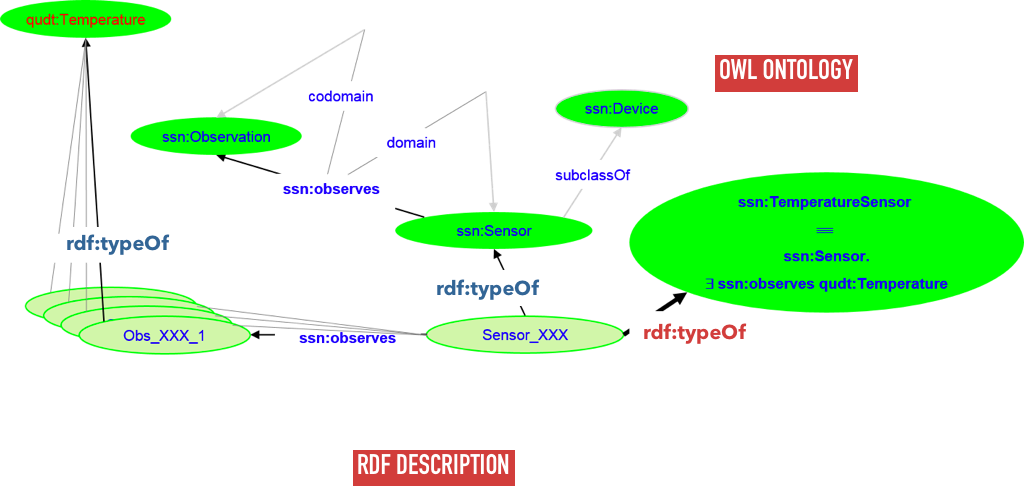 qudt:Temperature
OWL ONTOLOGY
codomain
ssn:Device
ssn:Observation
domain
subclassOf
ssn:observes
ssn:TemperatureSensor
≡
ssn:Sensor.
∃ ssn:observes qudt:Temperature
ssn:Sensor
rdf:typeOf
rdf:typeOf
rdf:typeOf
Obs_XXX_1
ssn:observes
Sensor_XXX
RDF DESCRIPTION